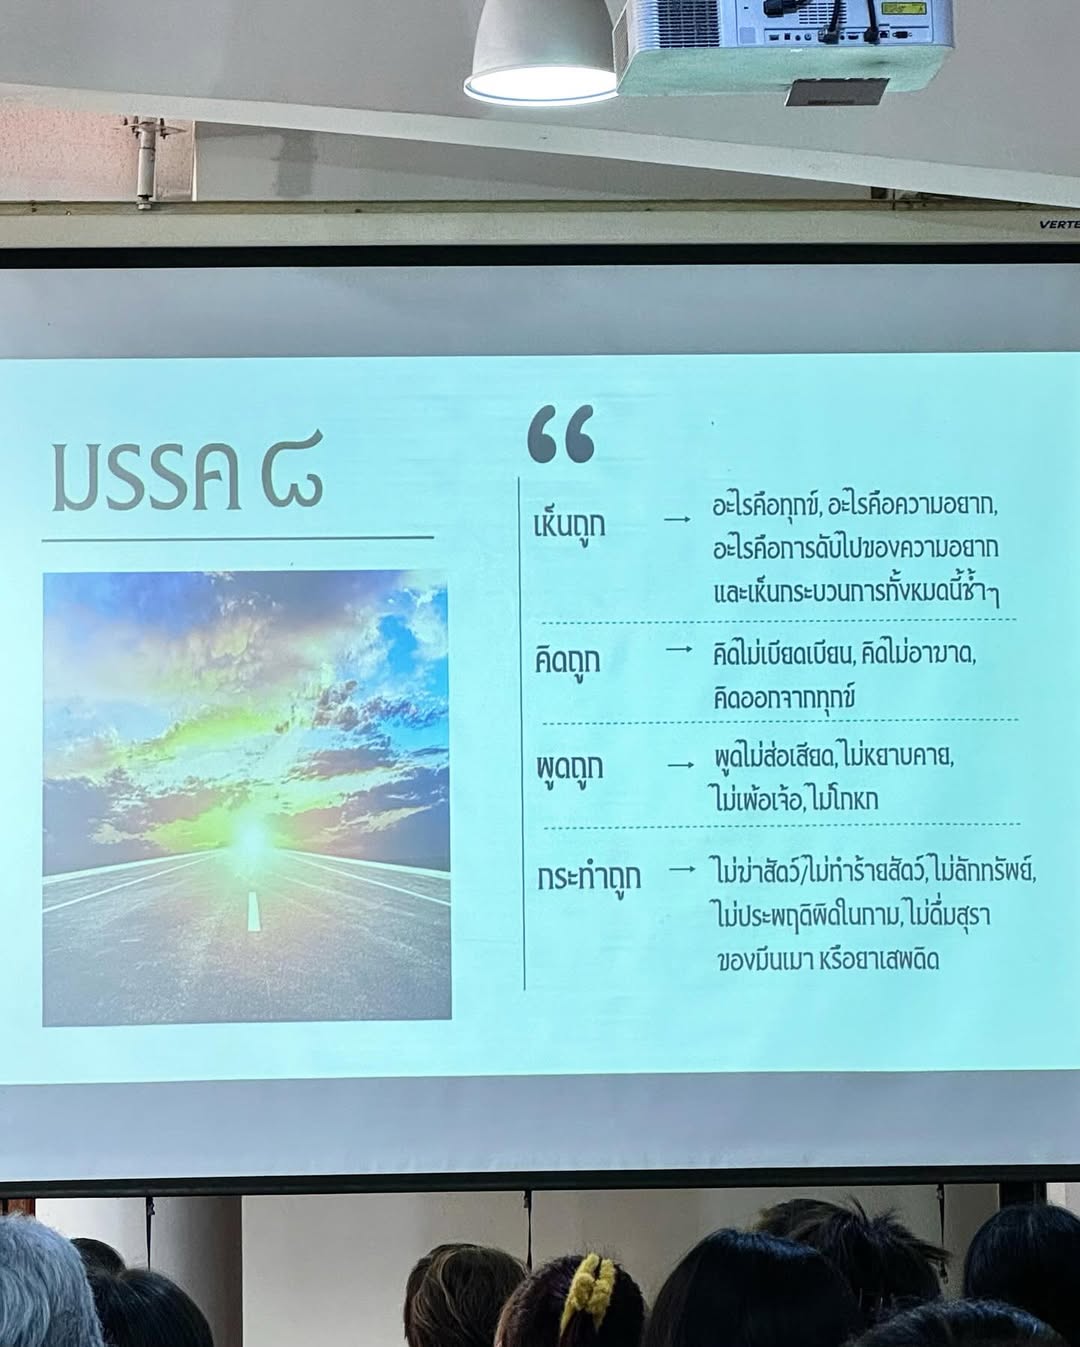 VERTE
มรรค ๘
“
เห็นถูก → อะไรคือทุกข์, อะไรคือความอยาก,
อะไรคือการดับไปของความอยาก
และเห็นกระบวนการทั้งหมดนี้ซ้ำๆ
คิดถูก → คิดไม่เบียดเบียน, คิดไม่อาฆาต,
คิดออกจากทุกข์
พูดถูก → พูดไม่ส่อเสียด, ไม่หยาบคาย,
ไม่เพ้อเจ้อ, ไม่โกหก
กระทำถูก → ไม่ฆ่าสัตว์/ไม่ทำร้ายสัตว์, ไม่ลักทรัพย์,
ไม่ประพฤติผิดในกาม, ไม่ดื่มสุรา
ของมึนเมา หรือยาเสพติด